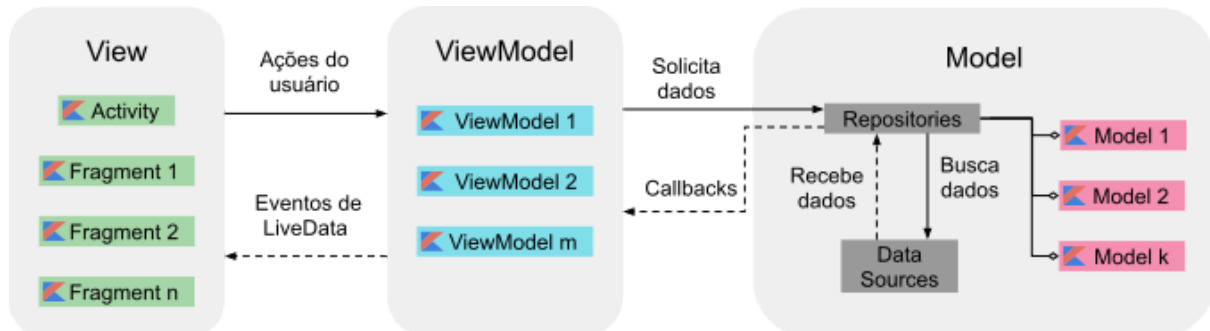 View
Activity
Fragment 1
Fragment 2
Fragment n
Ações do
usuário
Eventos de
LiveData
ViewModel
ViewModel 1
ViewModel 2
ViewModel m
Solicita
dados
Callbacks
Model
Repositories
Recebe
dados
Busca
dados
Data
Sources
Model 1
Model 2
Model k